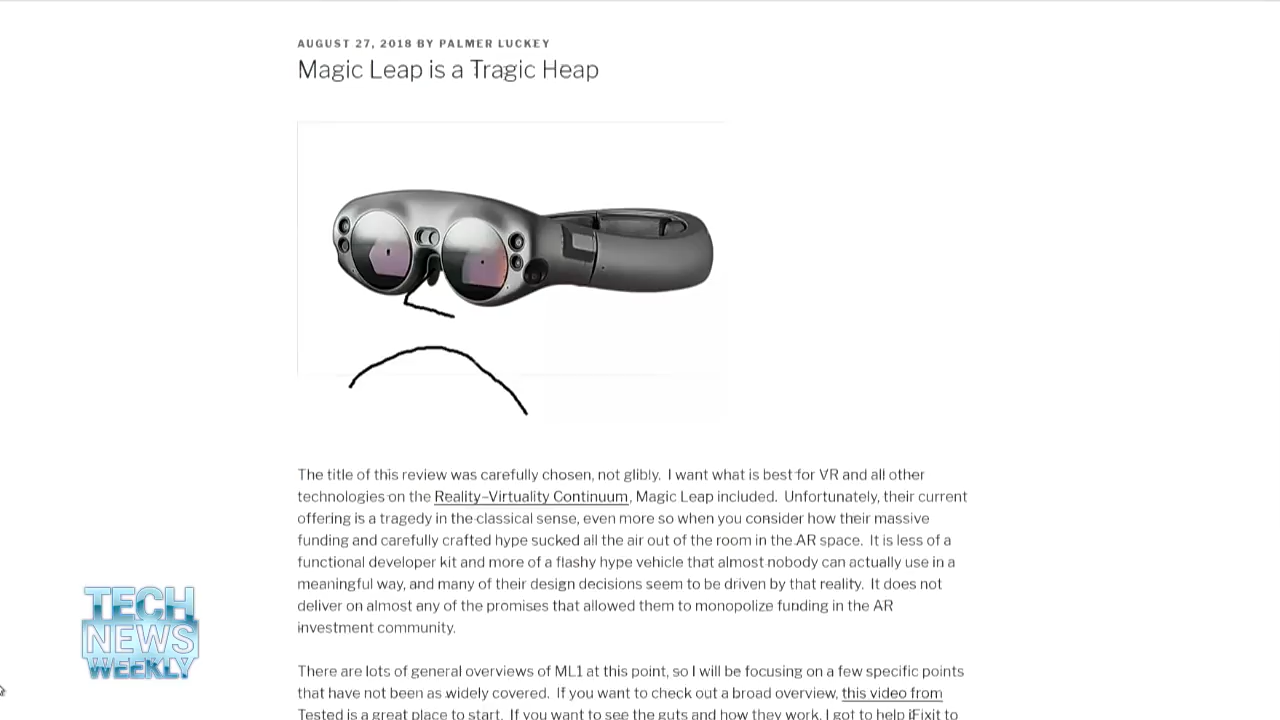 AUGUST 27, 2018 BY PALMER LUCKEY
Magic Leap is a Tragic Heap
The title of this review was carefully chosen, not glibly. I want what is best for VR and all other
technologies on the Reality–Virtuality Continuum, Magic Leap included. Unfortunately, their current
offering is a tragedy in the classical sense, even more so when you consider how their massive
funding and carefully crafted hype sucked all the air out of the room in the AR space. It is less of a
functional developer kit and more of a flashy hype vehicle that almost nobody can actually use in a
meaningful way, and many of their design decisions seem to be driven by that reality. It does not
deliver on almost any of the promises that allowed them to monopolize funding in the AR
investment community.
TECH
NEWS
WEEKLY
There are lots of general overviews of ML1 at this point, so I will be focusing on a few specific points
that have not been as widely covered. If you want to check out a broad overview, this video from
Tested is a great place to start. If you want to see the guts and how they work, I got to help iFixit to